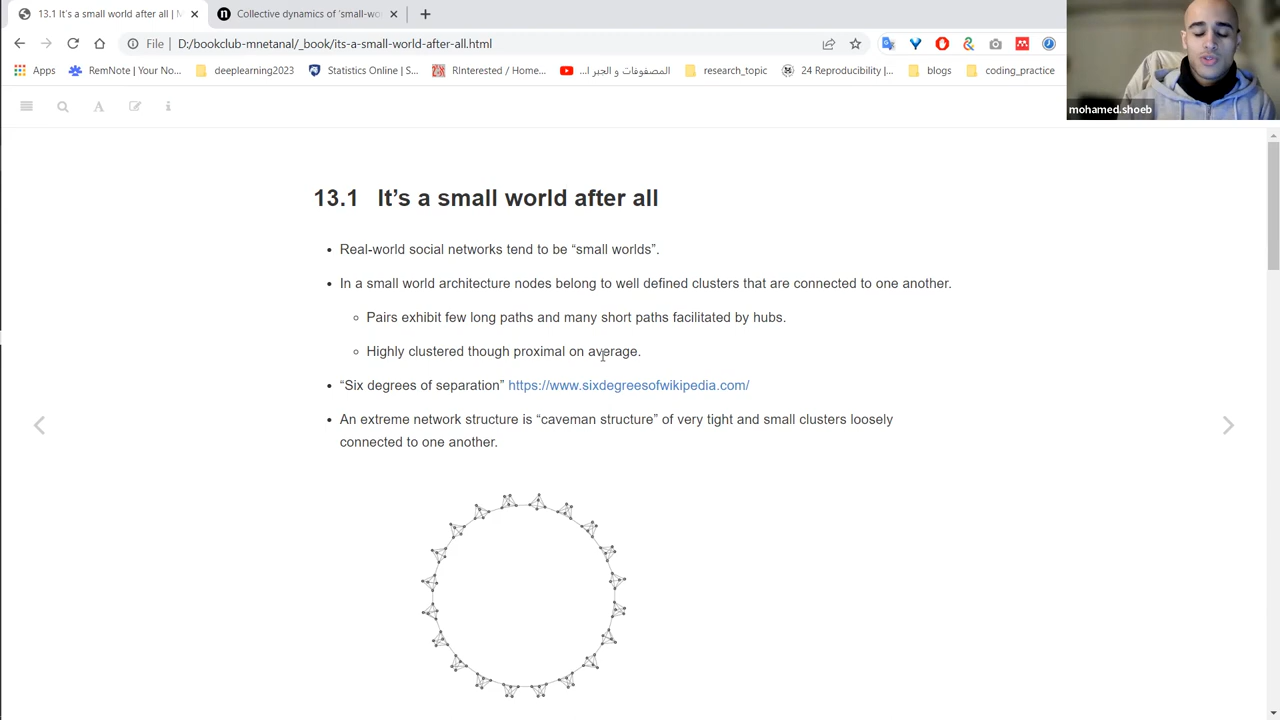 13.1 It’s a small world after all | M
Collective dynamics of ‘small-wo
File
D:/bookclub-mnetanal/_book/its-a-small-world-after-all.html
Apps
RemNote | Your No...
deeplearning2023
Statistics Online | S...
RInterested / Home...
المصفوفات و الجبر ا...
research_topic
24 Reproducibility |...
blogs
coding_practice
mohamed.shoeb
13.1 It’s a small world after all
Real-world social networks tend to be “small worlds”.
In a small world architecture nodes belong to well defined clusters that are connected to one another.
Pairs exhibit few long paths and many short paths facilitated by hubs.
Highly clustered though proximal on average.
“Six degrees of separation” https://www.sixdegreesofwikipedia.com/
An extreme network structure is “caveman structure” of very tight and small clusters loosely
connected to one another.